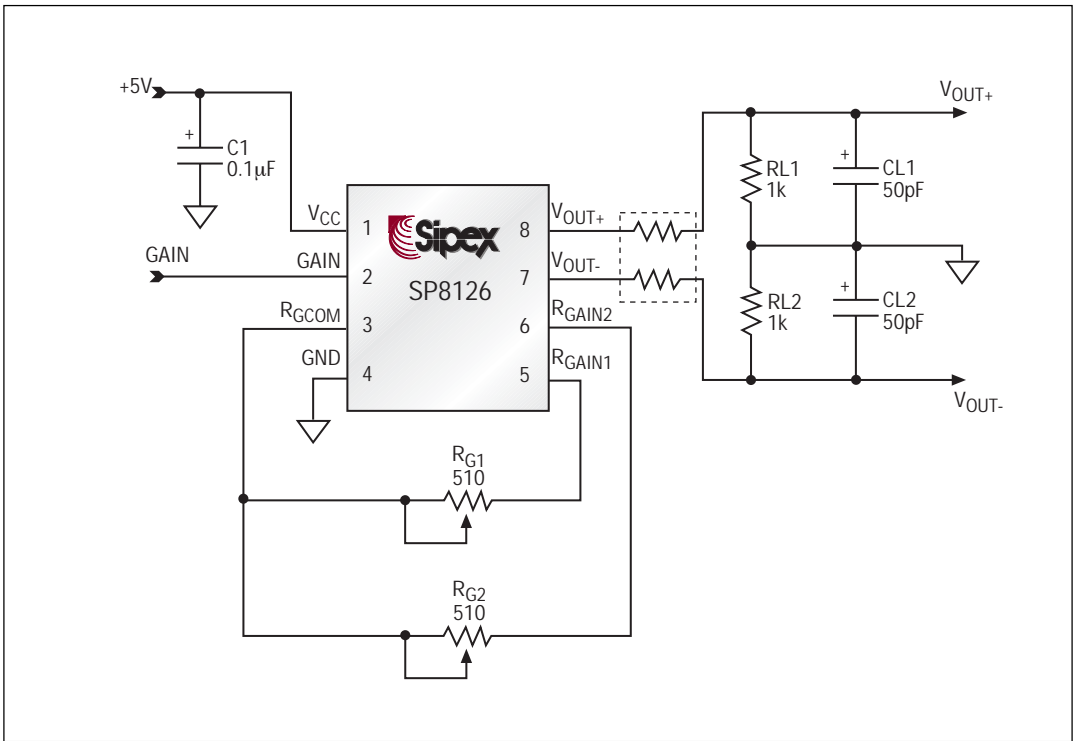 +5V
+
C1
0.1µF
GAIN
VCC
GAIN
RGCOM
GND
1
2
3
4
Sipex
SP8126
8
7
6
5
VOUT+
VOUT-
RGAIN2
RGAIN1
RG1
510
RG2
510
VOUT+
RL1
1k
+
CL1
50pF
RL2
1k
+
CL2
50pF
VOUT-